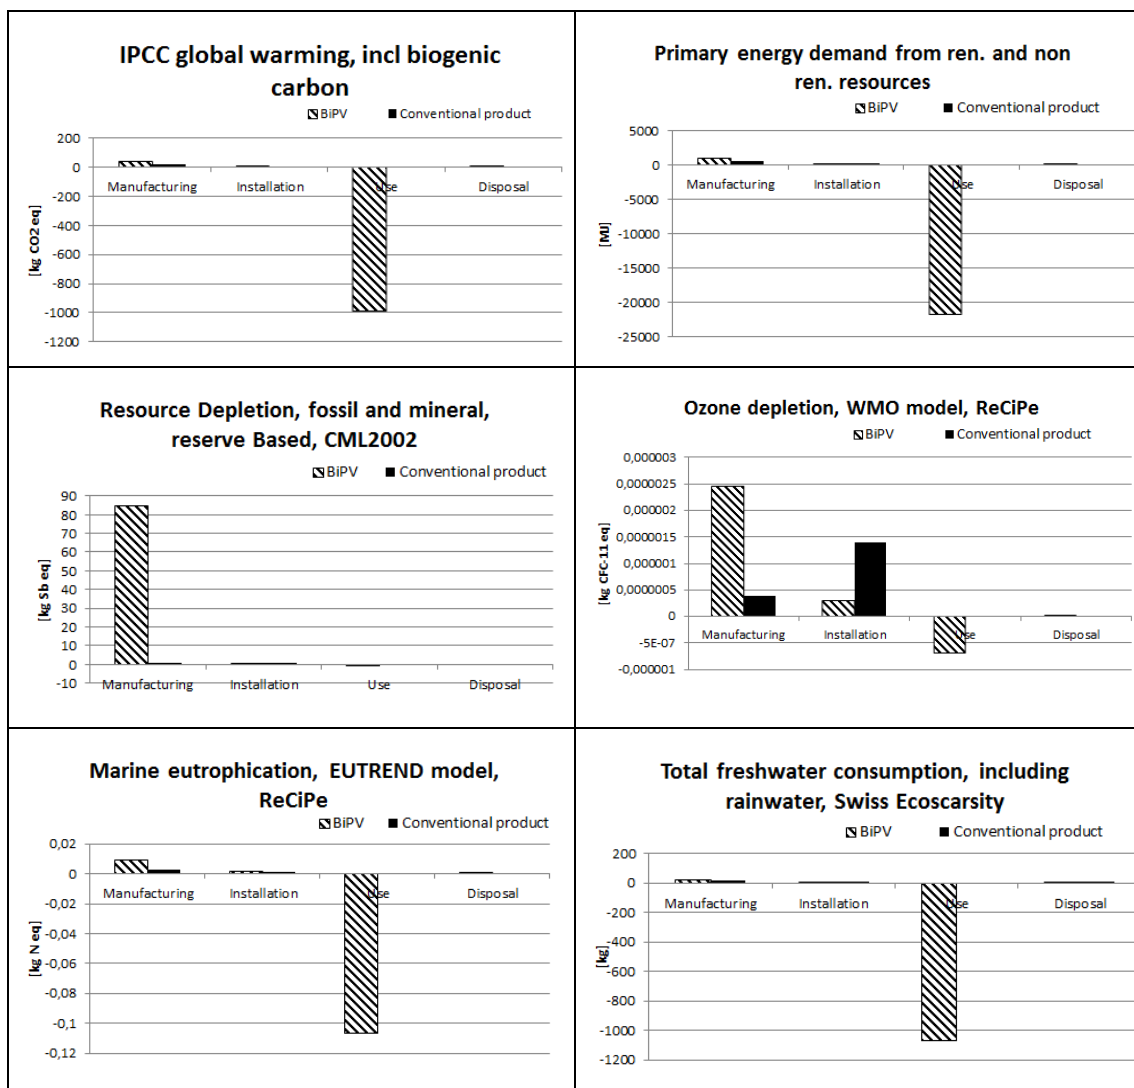 IPCC global warming, incl biogenic
carbon
BiPV Conventional product
[kg CO2 eq]
200
0
-200
-400
-600
-800
-1000
-1200
Manufacturing Installation Use Disposal
Primary energy demand from ren. and non
ren. resources
BiPV Conventional product
[MJ]
5000
0
-5000
-10000
-15000
-20000
-25000
Manufacturing Installation Use Disposal
Resource Depletion, fossil and mineral,
reserve Based, CML2002
BiPV Conventional product
[kg Sb eq]
90
80
70
60
50
40
30
20
10
0
-10
Manufacturing Installation Use Disposal
Ozone depletion, WMO model, ReCiPe
BiPV Conventional product
[kg CFC-11 eq]
0,000003
0,0000025
0,000002
0,0000015
0,000001
0,0000005
0
-5E-07
-0,000001
Manufacturing Installation Use Disposal
Marine eutrophication, EUTREND model,
ReCiPe
BiPV Conventional product
[kg N eq]
0,02
0
-0,02
-0,04
-0,06
-0,08
-0,1
-0,12
Manufacturing Installation Use Disposal
Total freshwater consumption, including
rainwater, Swiss Ecoscarsity
BiPV Conventional product
[kg]
200
0
-200
-400
-600
-800
-1000
-1200
Manufacturing Installation Use Disposal